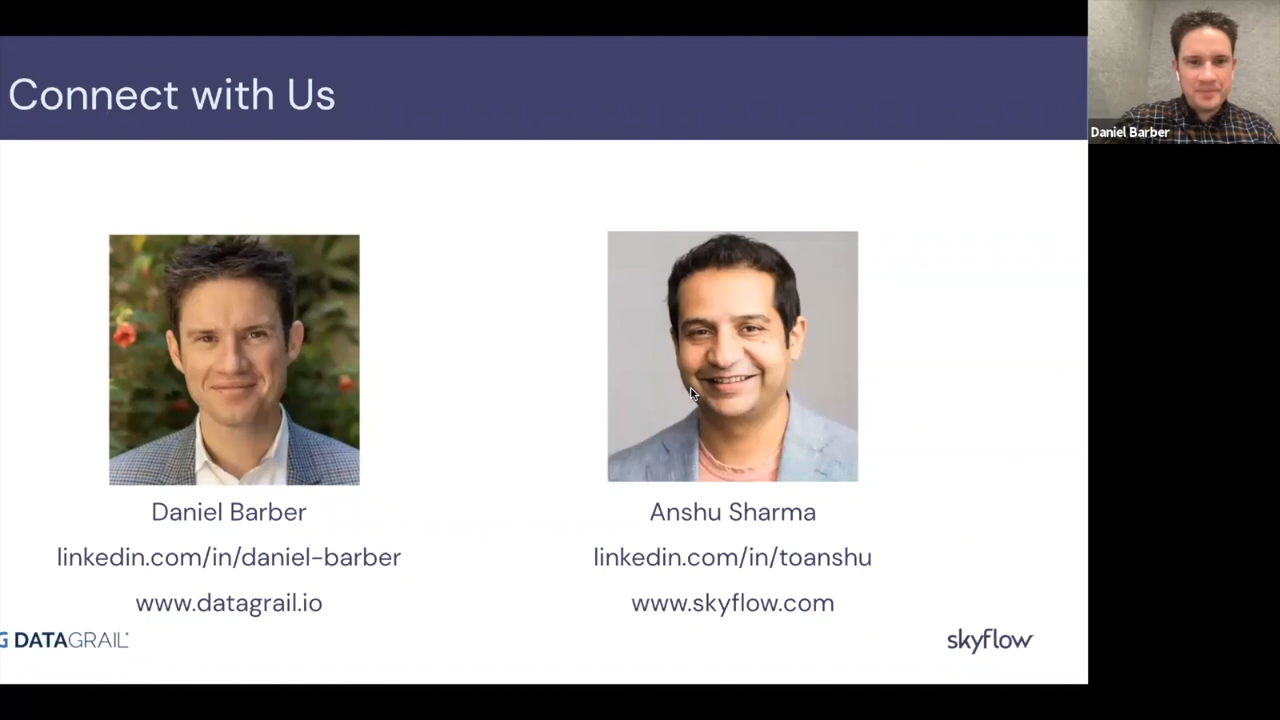 Connect with Us
Daniel Barber
Daniel Barber
linkedin.com/in/daniel-barber
www.datagrail.io
Anshu Sharma
linkedin.com/in/toanshu
www.skyflow.com
G DATAGRAIL
skyflow